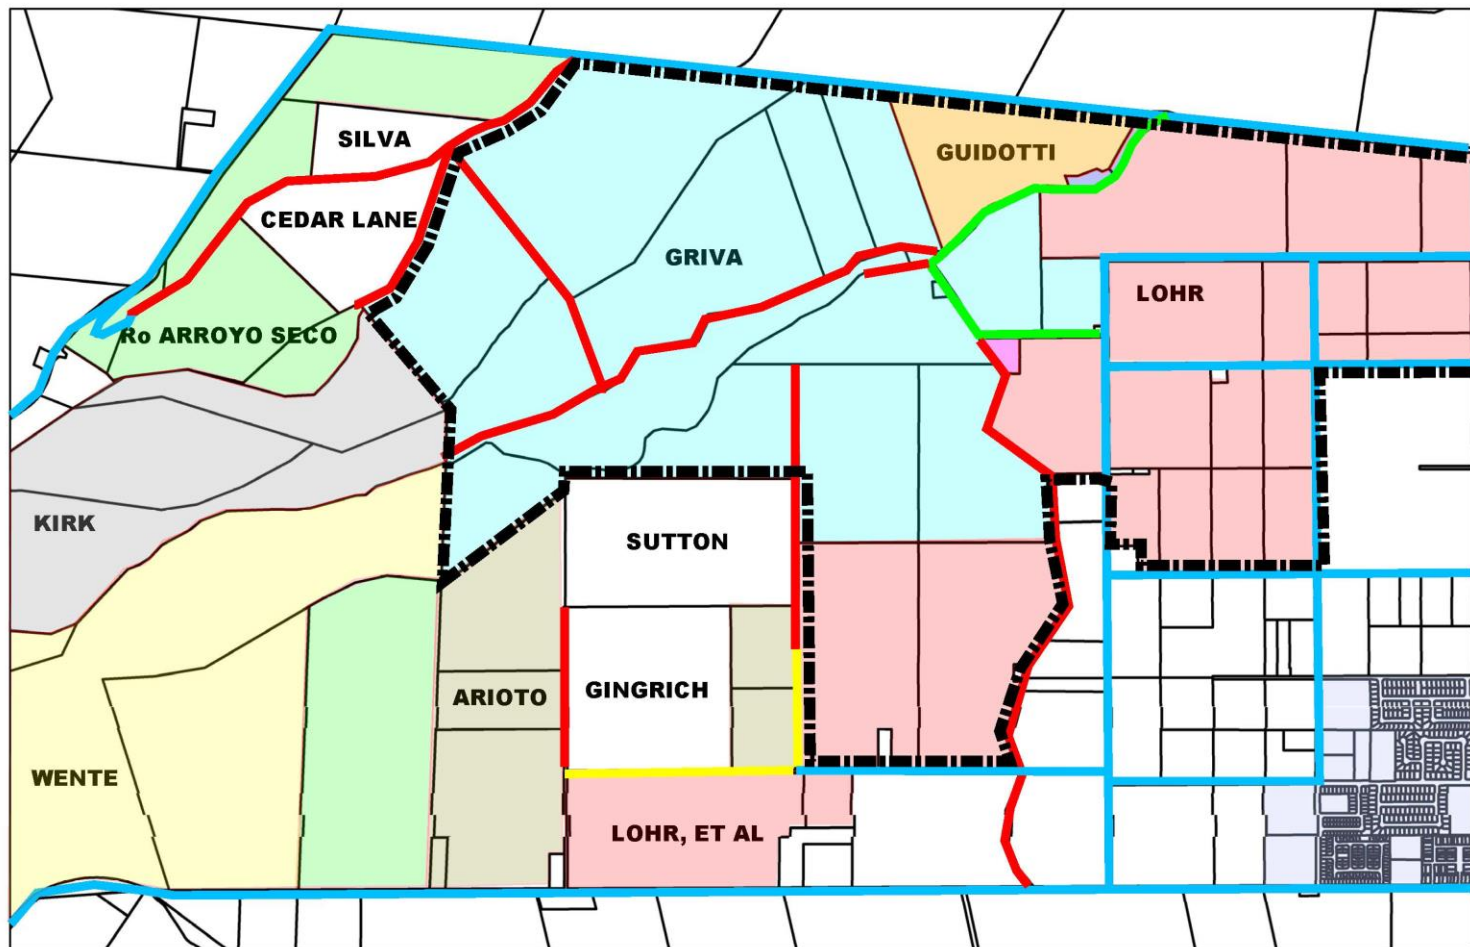 SILVA
GUIDOTTI
CEDAR LANE
GRIVA
LOHR
Ro ARROYO SECO
KIRK
SUTTON
ARIOTO
GINGRICH
WENTE
LOHR, ET AL